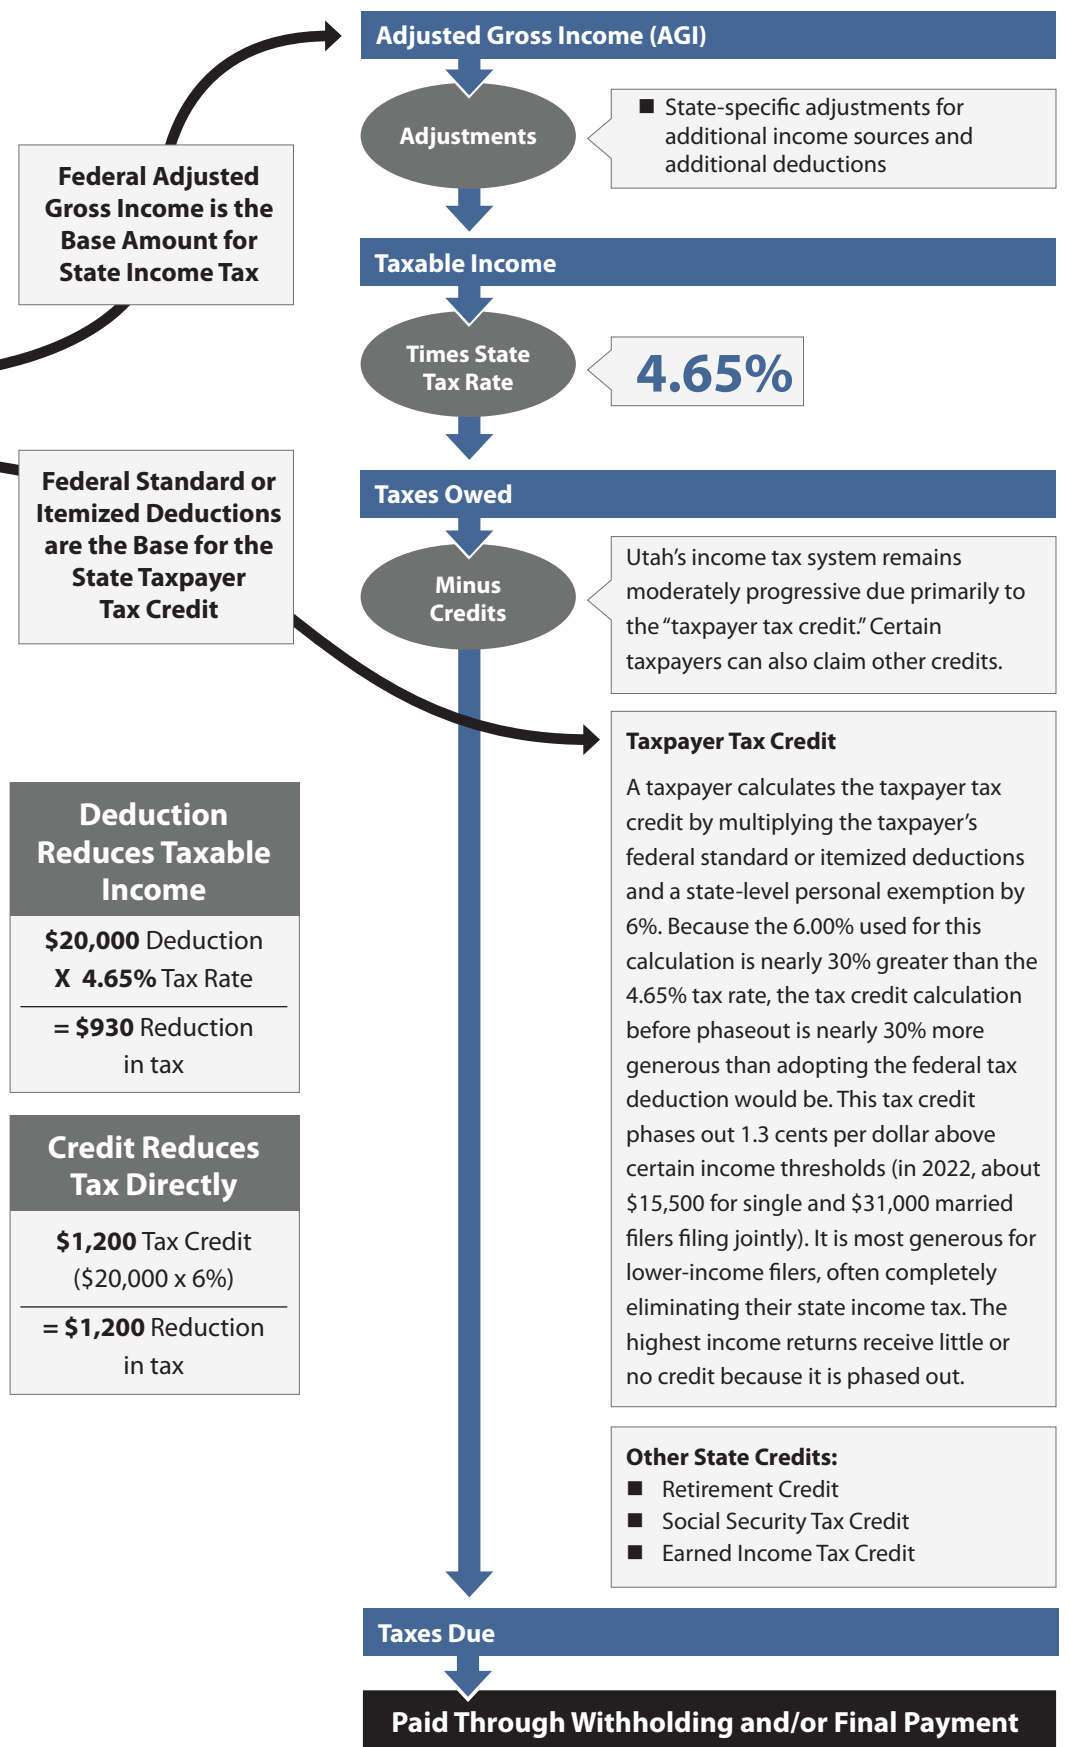 Adjusted Gross Income (AGI)
Adjustments
■ State-specific adjustments for
additional income sources and
additional deductions
Federal Adjusted
Gross Income is the
Base Amount for
State Income Tax
Taxable Income
Times State
Tax Rate
4.65%
Federal Standard or
Itemized Deductions
are the Base for the
State Taxpayer
Tax Credit
Taxes Owed
Minus
Credits
Utah’s income tax system remains
moderately progressive due primarily to
the “taxpayer tax credit.” Certain
taxpayers can also claim other credits.
Taxpayer Tax Credit
A taxpayer calculates the taxpayer tax
credit by multiplying the taxpayer’s
federal standard or itemized deductions
and a state-level personal exemption by
6%. Because the 6.00% used for this
calculation is nearly 30% greater than the
4.65% tax rate, the tax credit calculation
before phaseout is nearly 30% more
generous than adopting the federal tax
deduction would be. This tax credit
phases out 1.3 cents per dollar above
certain income thresholds (in 2022, about
$15,500 for single and $31,000 married
filers filing jointly). It is most generous for
lower-income filers, often completely
eliminating their state income tax. The
highest income returns receive little or
no credit because it is phased out.
Deduction
Reduces Taxable
Income
$20,000 Deduction
X 4.65% Tax Rate
= $930 Reduction
in tax
Credit Reduces
Tax Directly
$1,200 Tax Credit
($20,000 x 6%)
= $1,200 Reduction
in tax
Other State Credits:
■ Retirement Credit
■ Social Security Tax Credit
■ Earned Income Tax Credit
Taxes Due
Paid Through Withholding and/or Final Payment